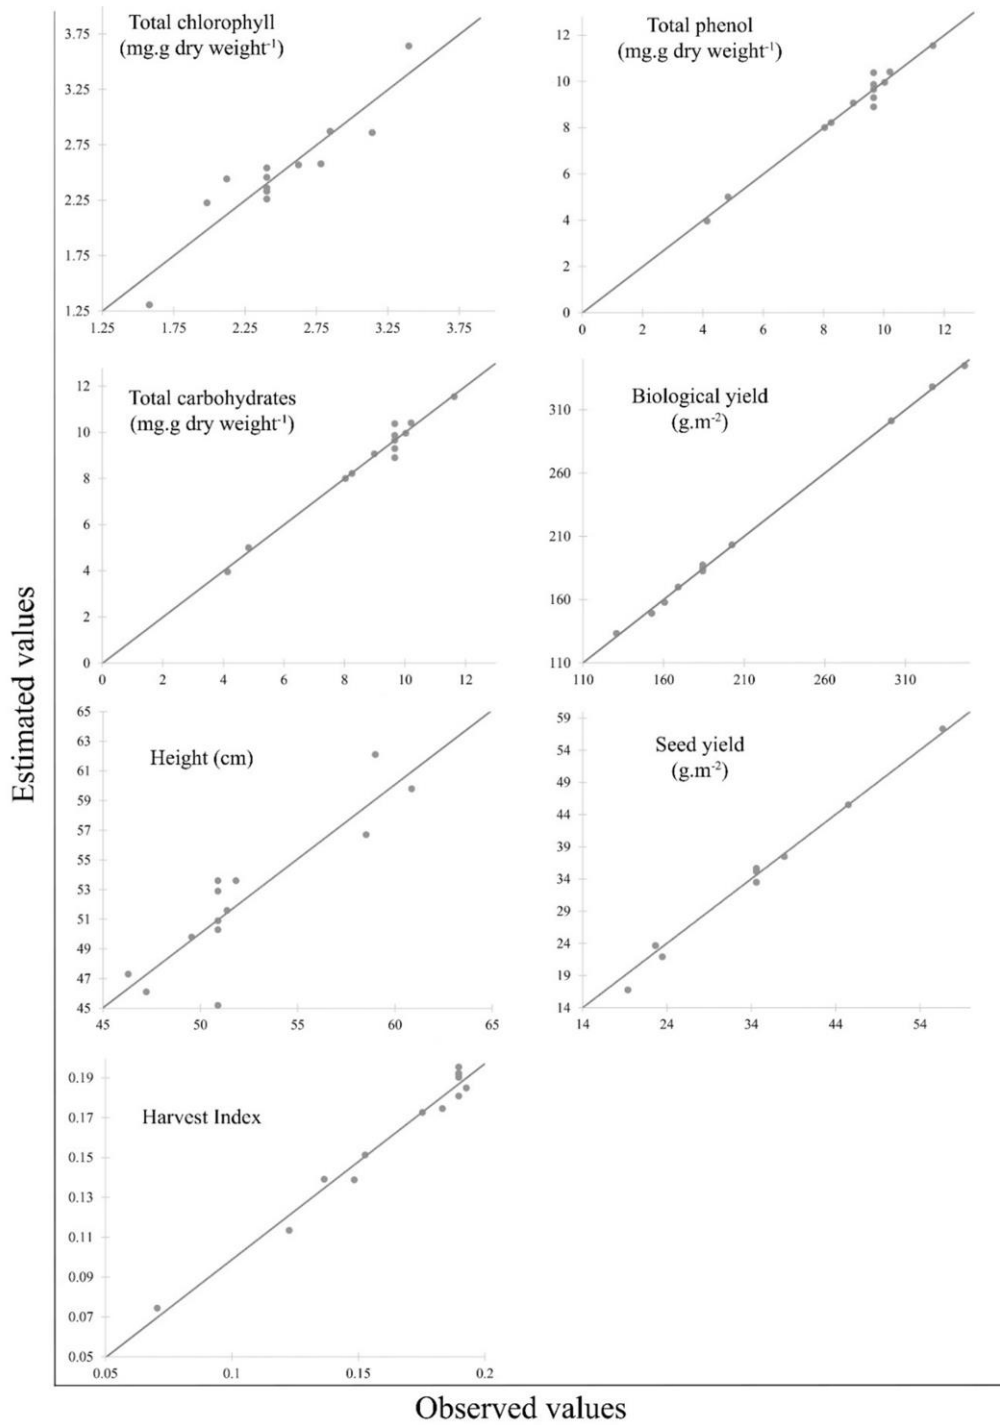 Total chlorophyll
(mg.g dry weight⁻¹)
3.75
3.25
2.75
2.25
1.75
1.25
1.25 1.75 2.25 2.75 3.25 3.75
Total phenol
(mg.g dry weight⁻¹)
12
10
8
6
4
2
0
0 2 4 6 8 10 12
Total carbohydrates
(mg.g dry weight⁻¹)
12
10
8
6
4
2
0
0 2 4 6 8 10 12
Biological yield
(g.m⁻²)
310
260
210
160
110
110 160 210 260 310
Height (cm)
65
63
61
59
57
55
53
51
49
47
45
45 50 55 60 65
Seed yield
(g.m⁻²)
59
54
49
44
39
34
29
24
19
14
14 24 34 44 54
Harvest Index
0.19
0.17
0.15
0.13
0.11
0.09
0.07
0.05
0.05 0.1 0.15 0.2
Estimated values
Observed values